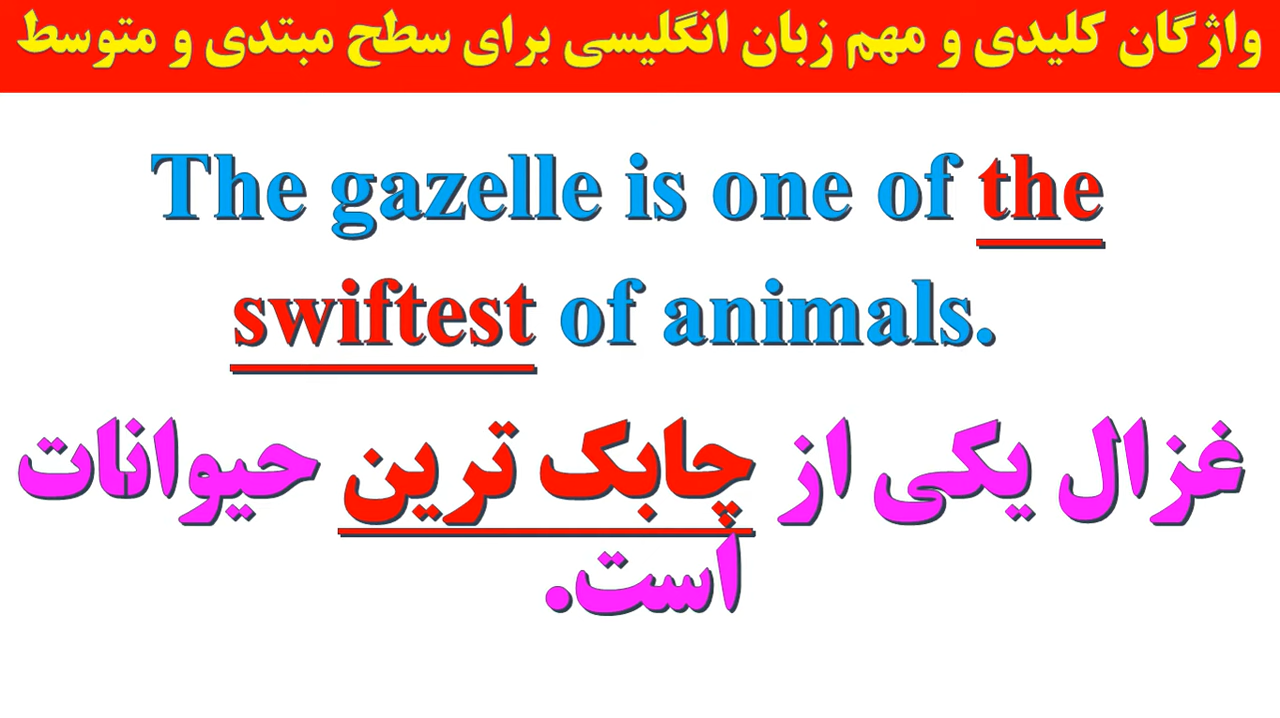 واژگان کلیدی و مهم زبان انگلیسی برای سطح مبتدی و متوسط
The gazelle is one of the
swiftest of animals.
غزال یکی از چابک ترین حیوانات
است.